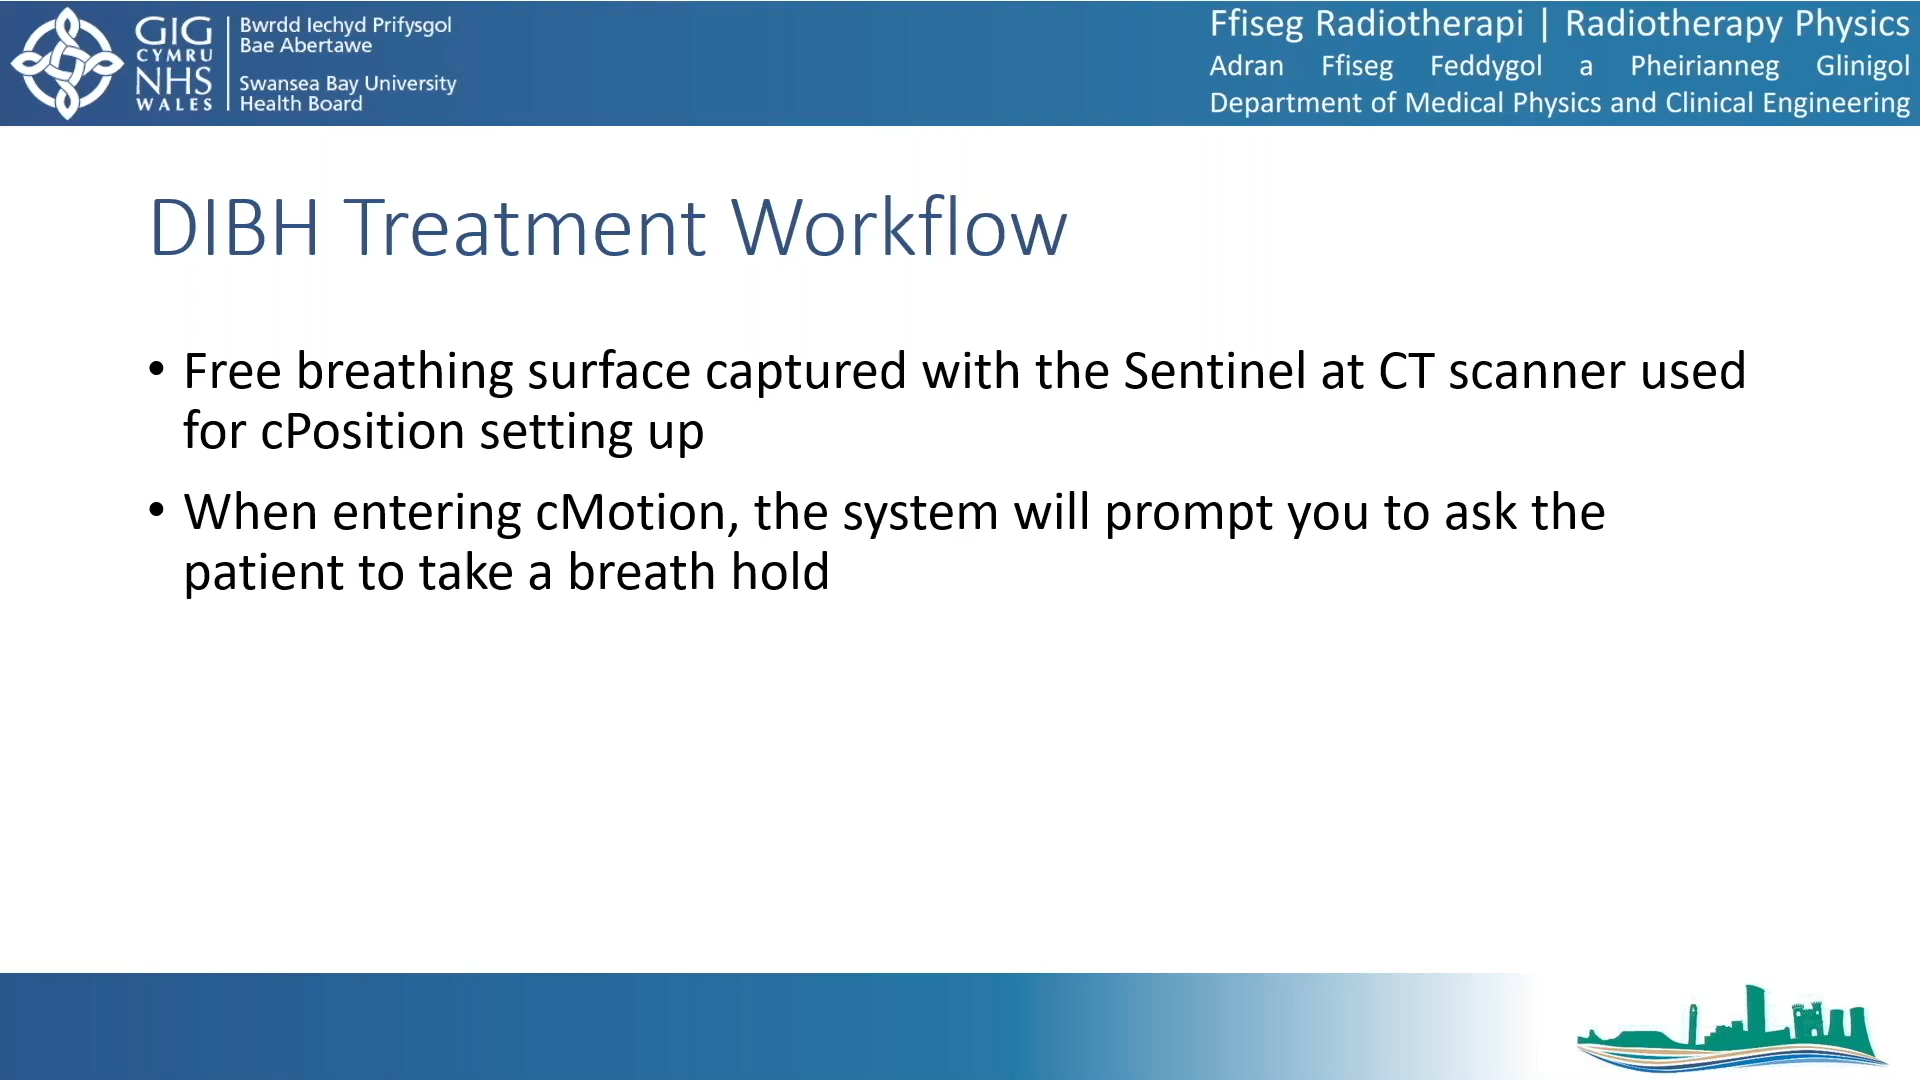 GIG
CYMRU
NHS
WALES
Bwrdd Iechyd Prifysgol
Bae Abertawe
Swansea Bay University
Health Board
Ffiseg Radiotherapi | Radiotherapy Physics
Adran Ffiseg Feddygol a Pheirianneg Glinigol
Department of Medical Physics and Clinical Engineering
DIBH Treatment Workflow
• Free breathing surface captured with the Sentinel at CT scanner used
for cPosition setting up
• When entering cMotion, the system will prompt you to ask the
patient to take a breath hold